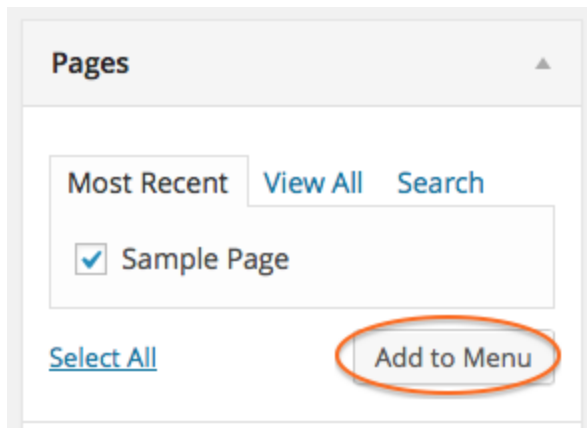 Pages
Most Recent View All Search
Sample Page
Select All Add to Menu